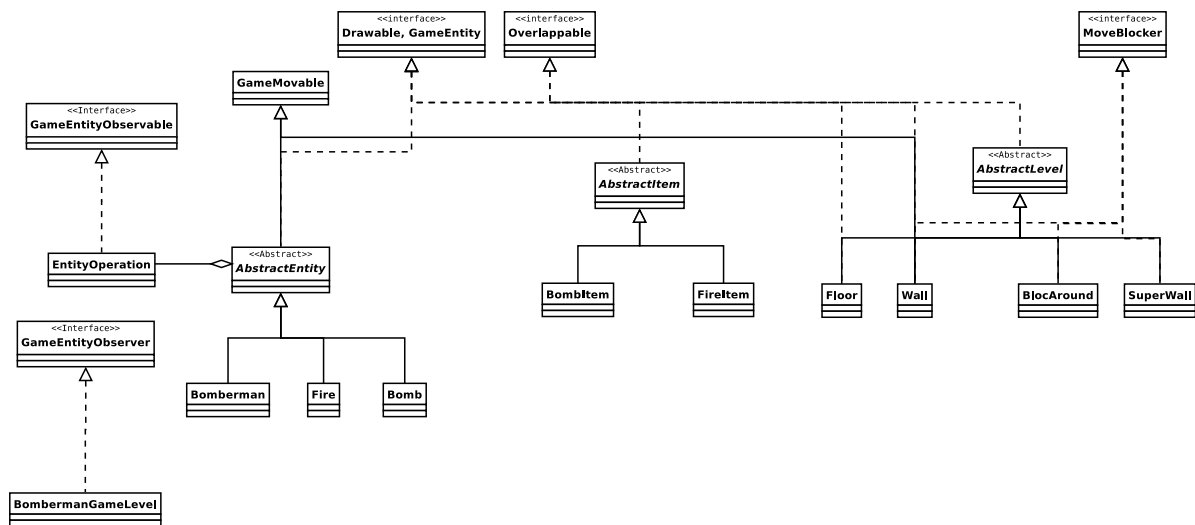 <<interface>>
Drawable, GameEntity
<<interface>>
Overlappable
<<interface>>
MoveBlocker
GameMovable
<<Interface>>
GameEntityObservable
<<Abstract>>
AbstractItem
<<Abstract>>
AbstractLevel
EntityOperation
<<Abstract>>
AbstractEntity
BombItem
FireItem
Floor
Wall
BlocAround
SuperWall
<<Interface>>
GameEntityObserver
Bomberman
Fire
Bomb
BombermanGameLevel